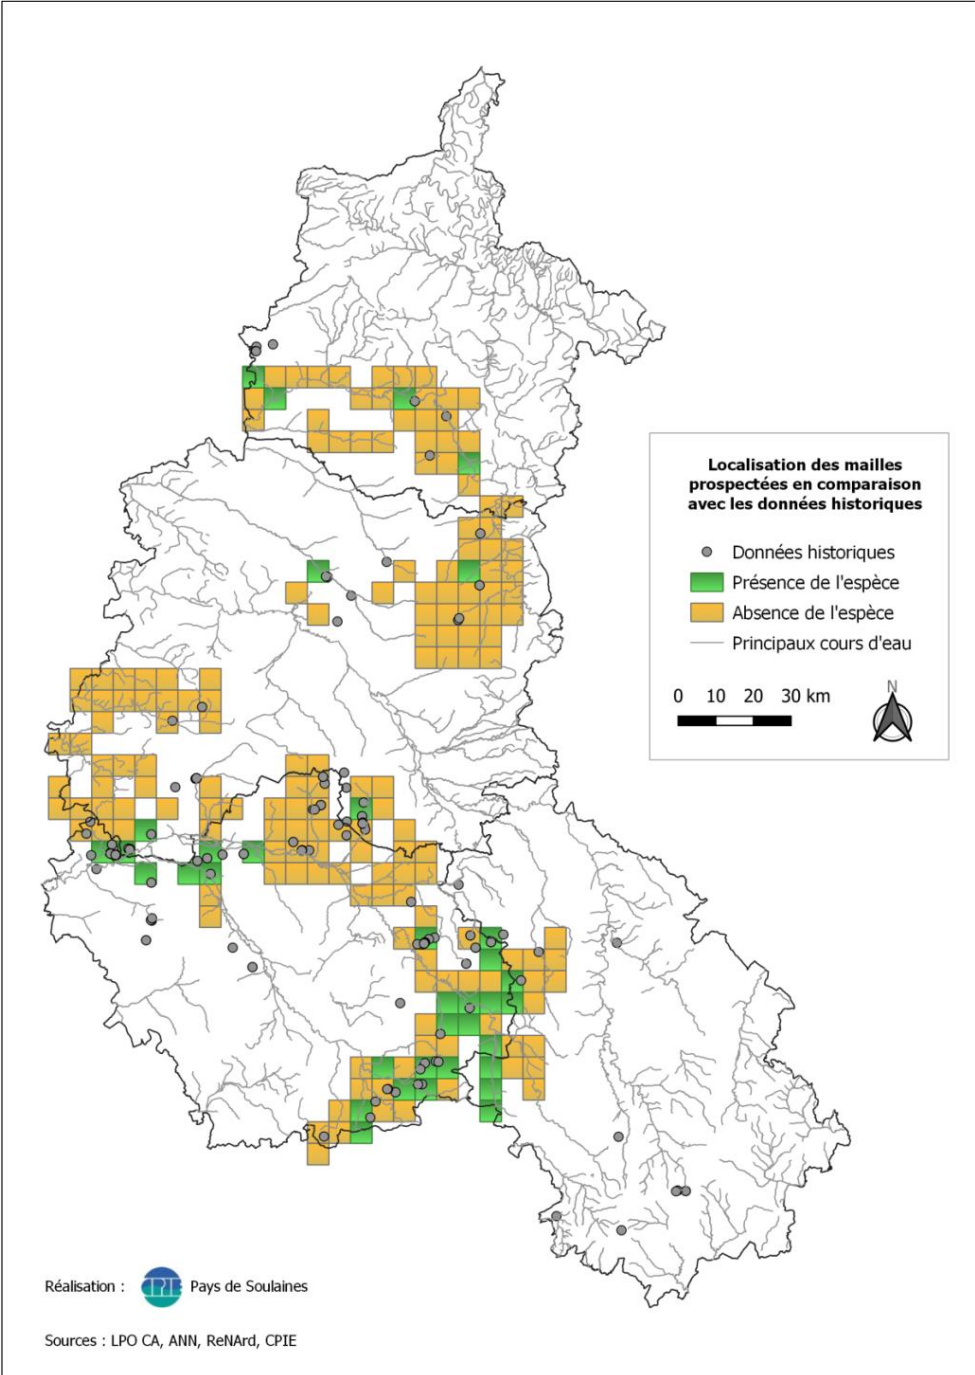 Localisation des mailles
prospectées en comparaison
avec les données historiques
Données historiques
Présence de l'espèce
Absence de l'espèce
Principaux cours d'eau
0 10 20 30 km
N
Réalisation : CPIE Pays de Soulaines
Sources : LPO CA, ANN, ReNArd, CPIE